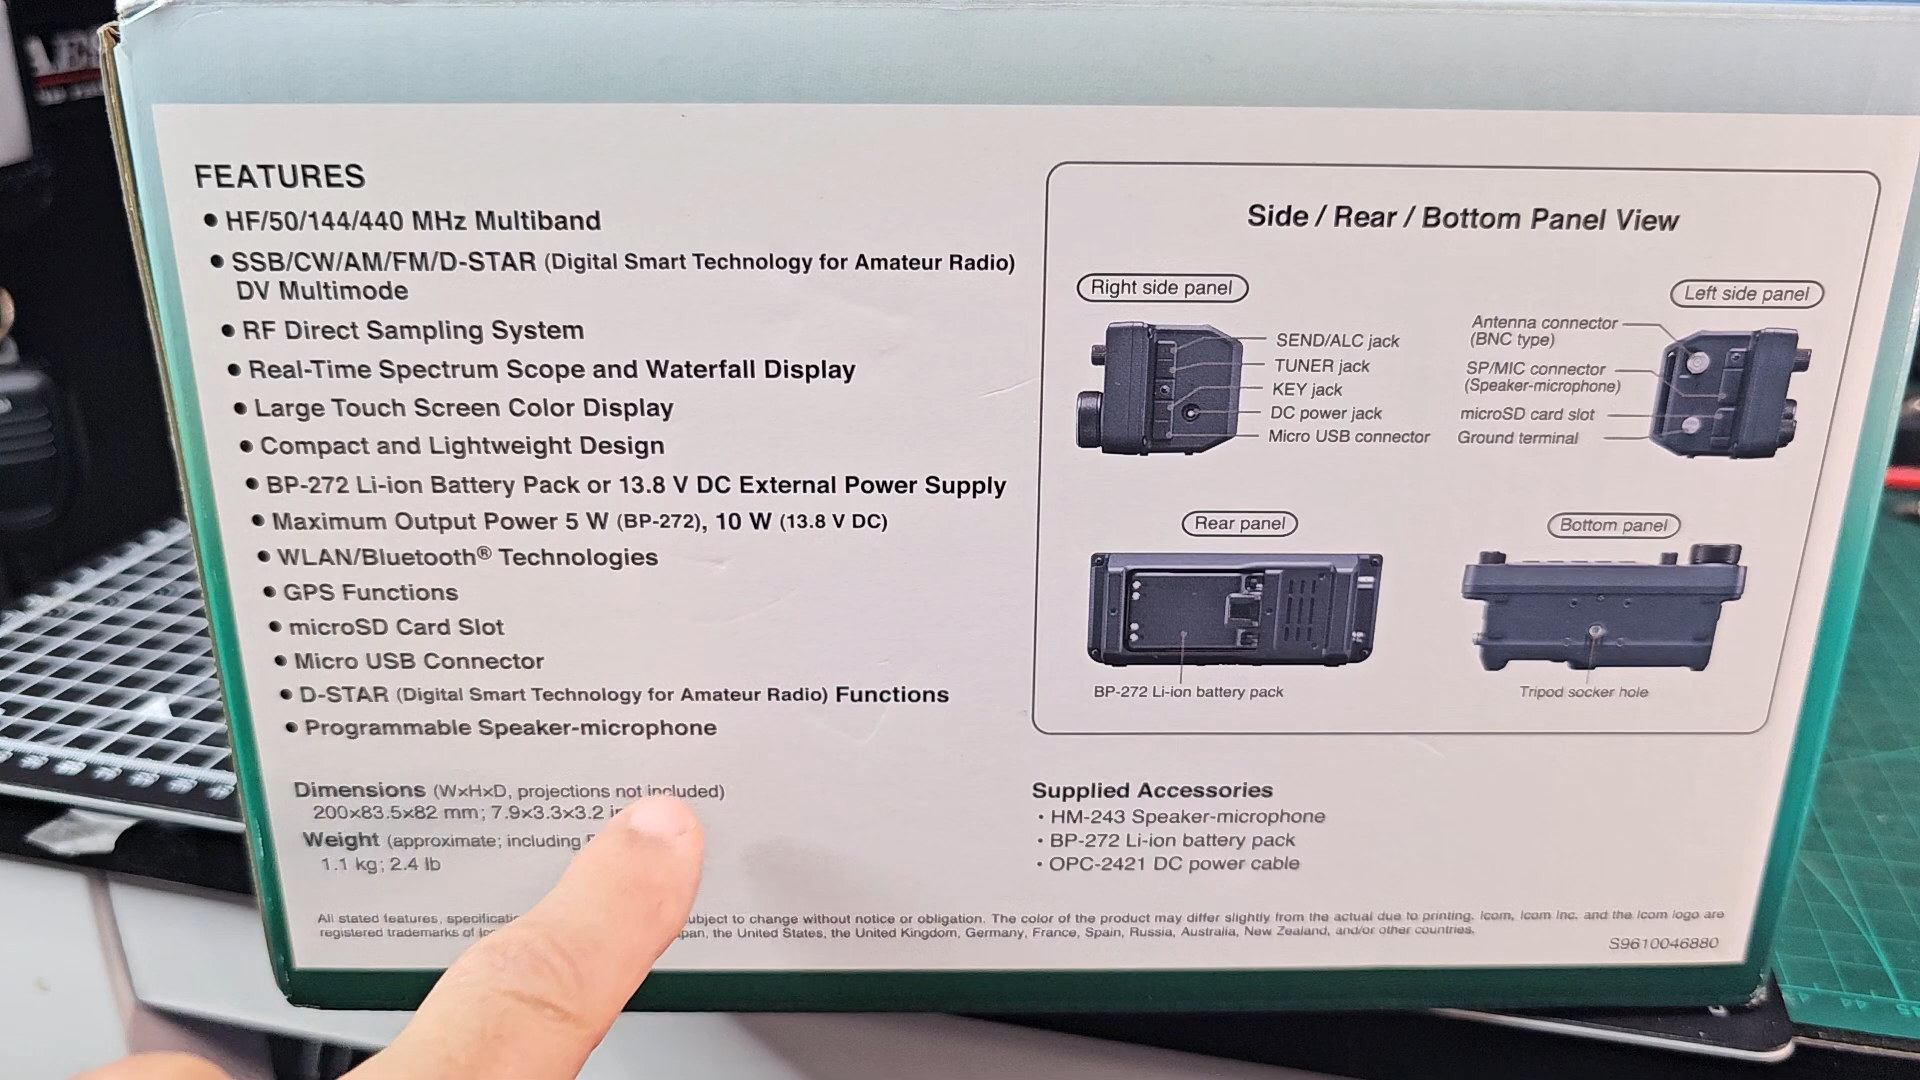 FEATURES
• HF/50/144/440 MHz Multiband
• SSB/CW/AM/FM/D-STAR (Digital Smart Technology for Amateur Radio)
DV Multimode
• RF Direct Sampling System
• Real-Time Spectrum Scope and Waterfall Display
• Large Touch Screen Color Display
• Compact and Lightweight Design
• BP-272 Li-ion Battery Pack or 13.8 V DC External Power Supply
• Maximum Output Power 5 W (BP-272), 10 W (13.8 V DC)
• WLAN/Bluetooth® Technologies
• GPS Functions
• microSD Card Slot
• Micro USB Connector
• D-STAR (Digital Smart Technology for Amateur Radio) Functions
• Programmable Speaker-microphone
Dimensions (W×H×D, projections not included)
200×83.5×82 mm; 7.9×3.3×3.2
Weight (approximate; including
1.1 kg; 2.4 lb
Side / Rear / Bottom Panel View
Right side panel
SEND/ALC jack
TUNER jack
KEY jack
DC power jack
Micro USB connector
Left side panel
Antenna connector
(BNC type)
SP/MIC connector
(Speaker-microphone)
microSD card slot
Ground terminal
Rear panel
BP-272 Li-ion battery pack
Bottom panel
Tripod socker hole
Supplied Accessories
• HM-243 Speaker-microphone
• BP-272 Li-ion battery pack
• OPC-2421 DC power cable
All stated features, subject to change without notice or obligation. The color of the product may differ slightly from the actual due to printing. Icom, Icom Inc. and the Icom logo are
registered trademarks of the United States, the United Kingdom, Germany, France, Spain, Russia, Australia, New Zealand, and/or other countries.
S9610046880